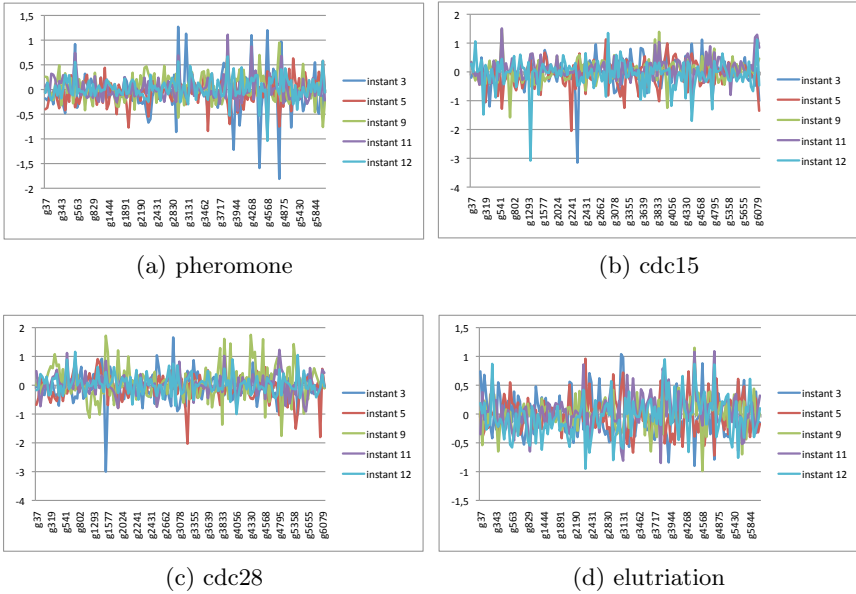 1,5
1
0,5
0
-0,5
-1
-1,5
-2
g37
g343
g563
g829
g1444
g1891
g2190
g2431
g2830
g3131
g3462
g3717
g3944
g4268
g4568
g4875
g5430
g5844
instant 3
instant 5
instant 9
instant 11
instant 12
(a) pheromone
2
1
0
-1
-2
-3
-4
g37
g319
g541
g802
g1293
g1577
g2024
g2241
g2431
g2662
g3078
g3355
g3639
g3833
g4056
g4330
g4568
g4795
g5358
g5655
g6079
instant 3
instant 5
instant 9
instant 11
instant 12
(b) cdc15
2
1
0
-1
-2
-3
-4
g37
g319
g541
g802
g1293
g1577
g2024
g2241
g2431
g2662
g3078
g3355
g3639
g3833
g4056
g4330
g4568
g4795
g5358
g5655
g6079
instant 3
instant 5
instant 9
instant 11
instant 12
(c) cdc28
1,5
1
0,5
0
-0,5
-1
-1,5
g37
g343
g563
g829
g1444
g1891
g2190
g2431
g2830
g3131
g3462
g3717
g3944
g4268
g4568
g4875
g5430
g5844
instant 3
instant 5
instant 9
instant 11
instant 12
(d) elutriation